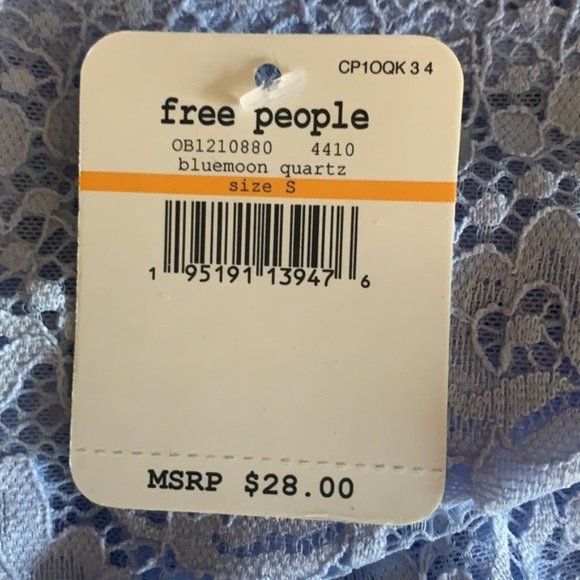 CP1OQK 3 4
free people
OB1210880 4410
bluemoon quartz
size S
1 95191 13947 6
MSRP $28.00